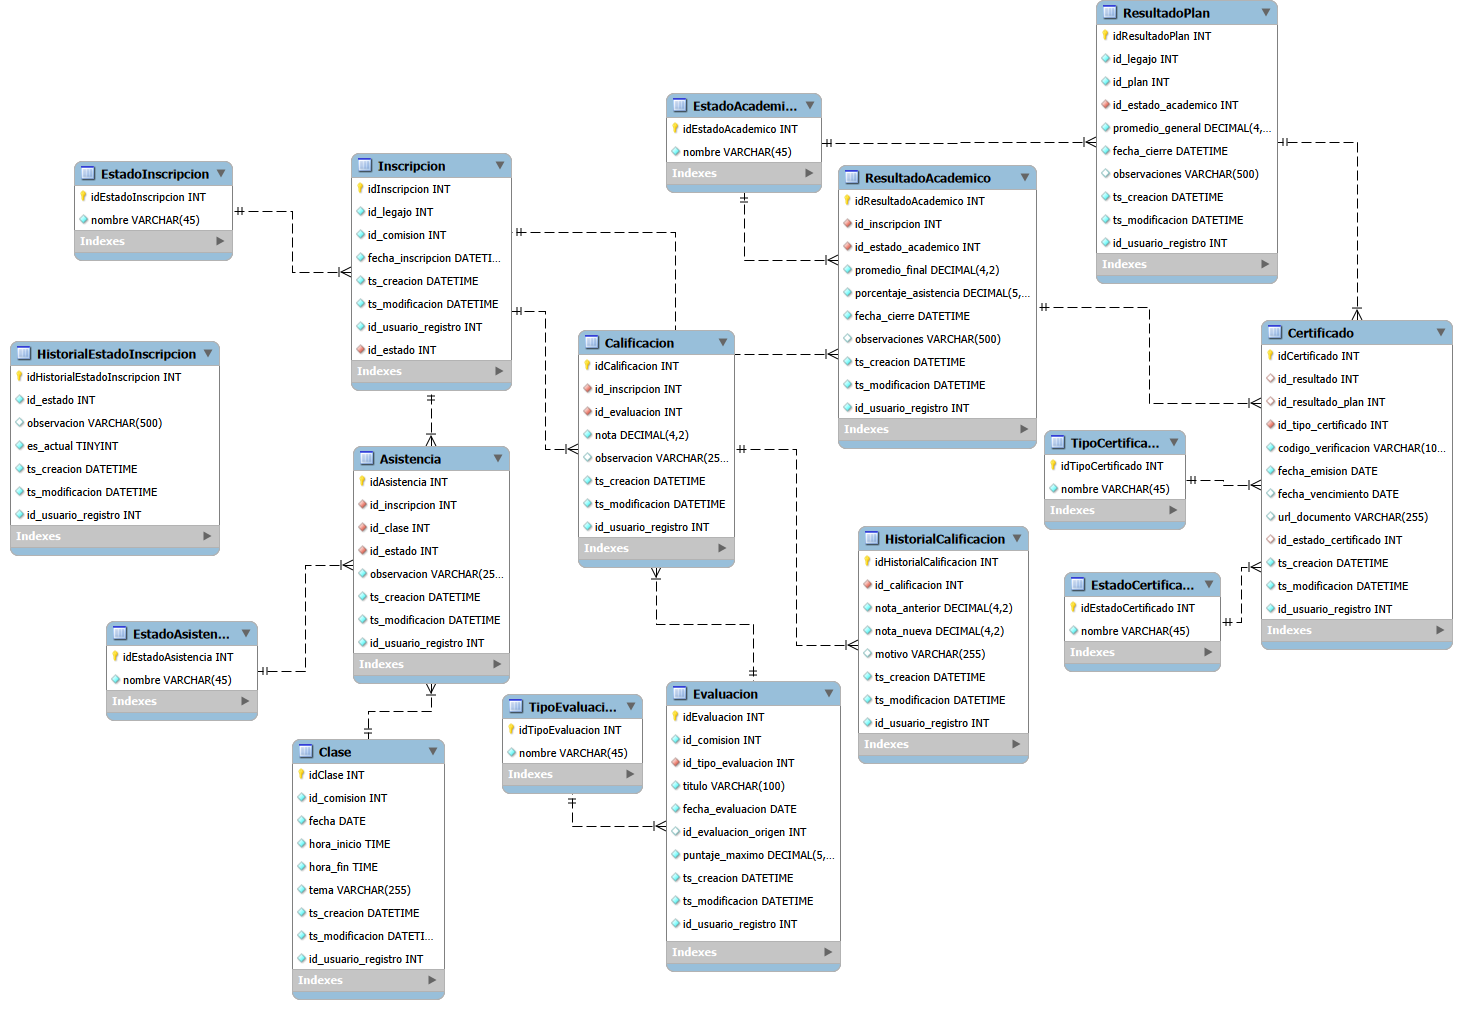 EstadoInscripcion
idEstadoInscripcion INT
nombre VARCHAR(45)
Indexes
HistorialEstadoInscripcion
idHistorialEstadoInscripcion INT
id_estado INT
observacion VARCHAR(500)
es_actual TINYINT
ts_creacion DATETIME
ts_modificacion DATETIME
id_usuario_registro INT
Indexes
Inscripcion
idInscripcion INT
id_legajo INT
id_comision INT
fecha_inscripcion DATETI...
ts_creacion DATETIME
ts_modificacion DATETIME
id_usuario_registro INT
id_estado INT
Indexes
Asistencia
idAsistencia INT
id_inscripcion INT
id_clase INT
id_estado INT
observacion VARCHAR(25...
ts_creacion DATETIME
ts_modificacion DATETIME
id_usuario_registro INT
Indexes
EstadoAsisten...
idEstadoAsistencia INT
nombre VARCHAR(45)
Indexes
Clase
idClase INT
id_comision INT
fecha DATE
hora_inicio TIME
hora_fin TIME
tema VARCHAR(255)
ts_creacion DATETIME
ts_modificacion DATETI...
id_usuario_registro INT
Indexes
EstadoAcademi...
idEstadoAcademico INT
nombre VARCHAR(45)
Indexes
Calificacion
idCalificacion INT
id_inscripcion INT
id_evaluacion INT
nota DECIMAL(4,2)
observacion VARCHAR(25...
ts_creacion DATETIME
ts_modificacion DATETIME
id_usuario_registro INT
Indexes
TipoEvaluaci...
idTipoEvaluacion INT
nombre VARCHAR(45)
Indexes
Evaluacion
idEvaluacion INT
id_comision INT
id_tipo_evaluacion INT
titulo VARCHAR(100)
fecha_evaluacion DATE
id_evaluacion_origen INT
puntaje_maximo DECIMAL(5,...
ts_creacion DATETIME
ts_modificacion DATETIME
id_usuario_registro INT
Indexes
ResultadoAcademico
idResultadoAcademico INT
id_inscripcion INT
id_estado_academico INT
promedio_final DECIMAL(4,2)
porcentaje_asistencia DECIMAL(5,...
fecha_cierre DATETIME
observaciones VARCHAR(500)
ts_creacion DATETIME
ts_modificacion DATETIME
id_usuario_registro INT
Indexes
HistorialCalificacion
idHistorialCalificacion INT
id_calificacion INT
nota_anterior DECIMAL(4,2)
nota_nueva DECIMAL(4,2)
motivo VARCHAR(255)
ts_creacion DATETIME
ts_modificacion DATETIME
id_usuario_registro INT
Indexes
ResultadoPlan
idResultadoPlan INT
id_legajo INT
id_plan INT
id_estado_academico INT
promedio_general DECIMAL(4,...
fecha_cierre DATETIME
observaciones VARCHAR(500)
ts_creacion DATETIME
ts_modificacion DATETIME
id_usuario_registro INT
Indexes
TipoCertifica...
idTipoCertificado INT
nombre VARCHAR(45)
Indexes
EstadoCertifica...
idEstadoCertificado INT
nombre VARCHAR(45)
Indexes
Certificado
idCertificado INT
id_resultado INT
id_resultado_plan INT
id_tipo_certificado INT
codigo_verificacion VARCHAR(10...
fecha_emision DATE
fecha_vencimiento DATE
url_documento VARCHAR(255)
id_estado_certificado INT
ts_creacion DATETIME
ts_modificacion DATETIME
id_usuario_registro INT
Indexes